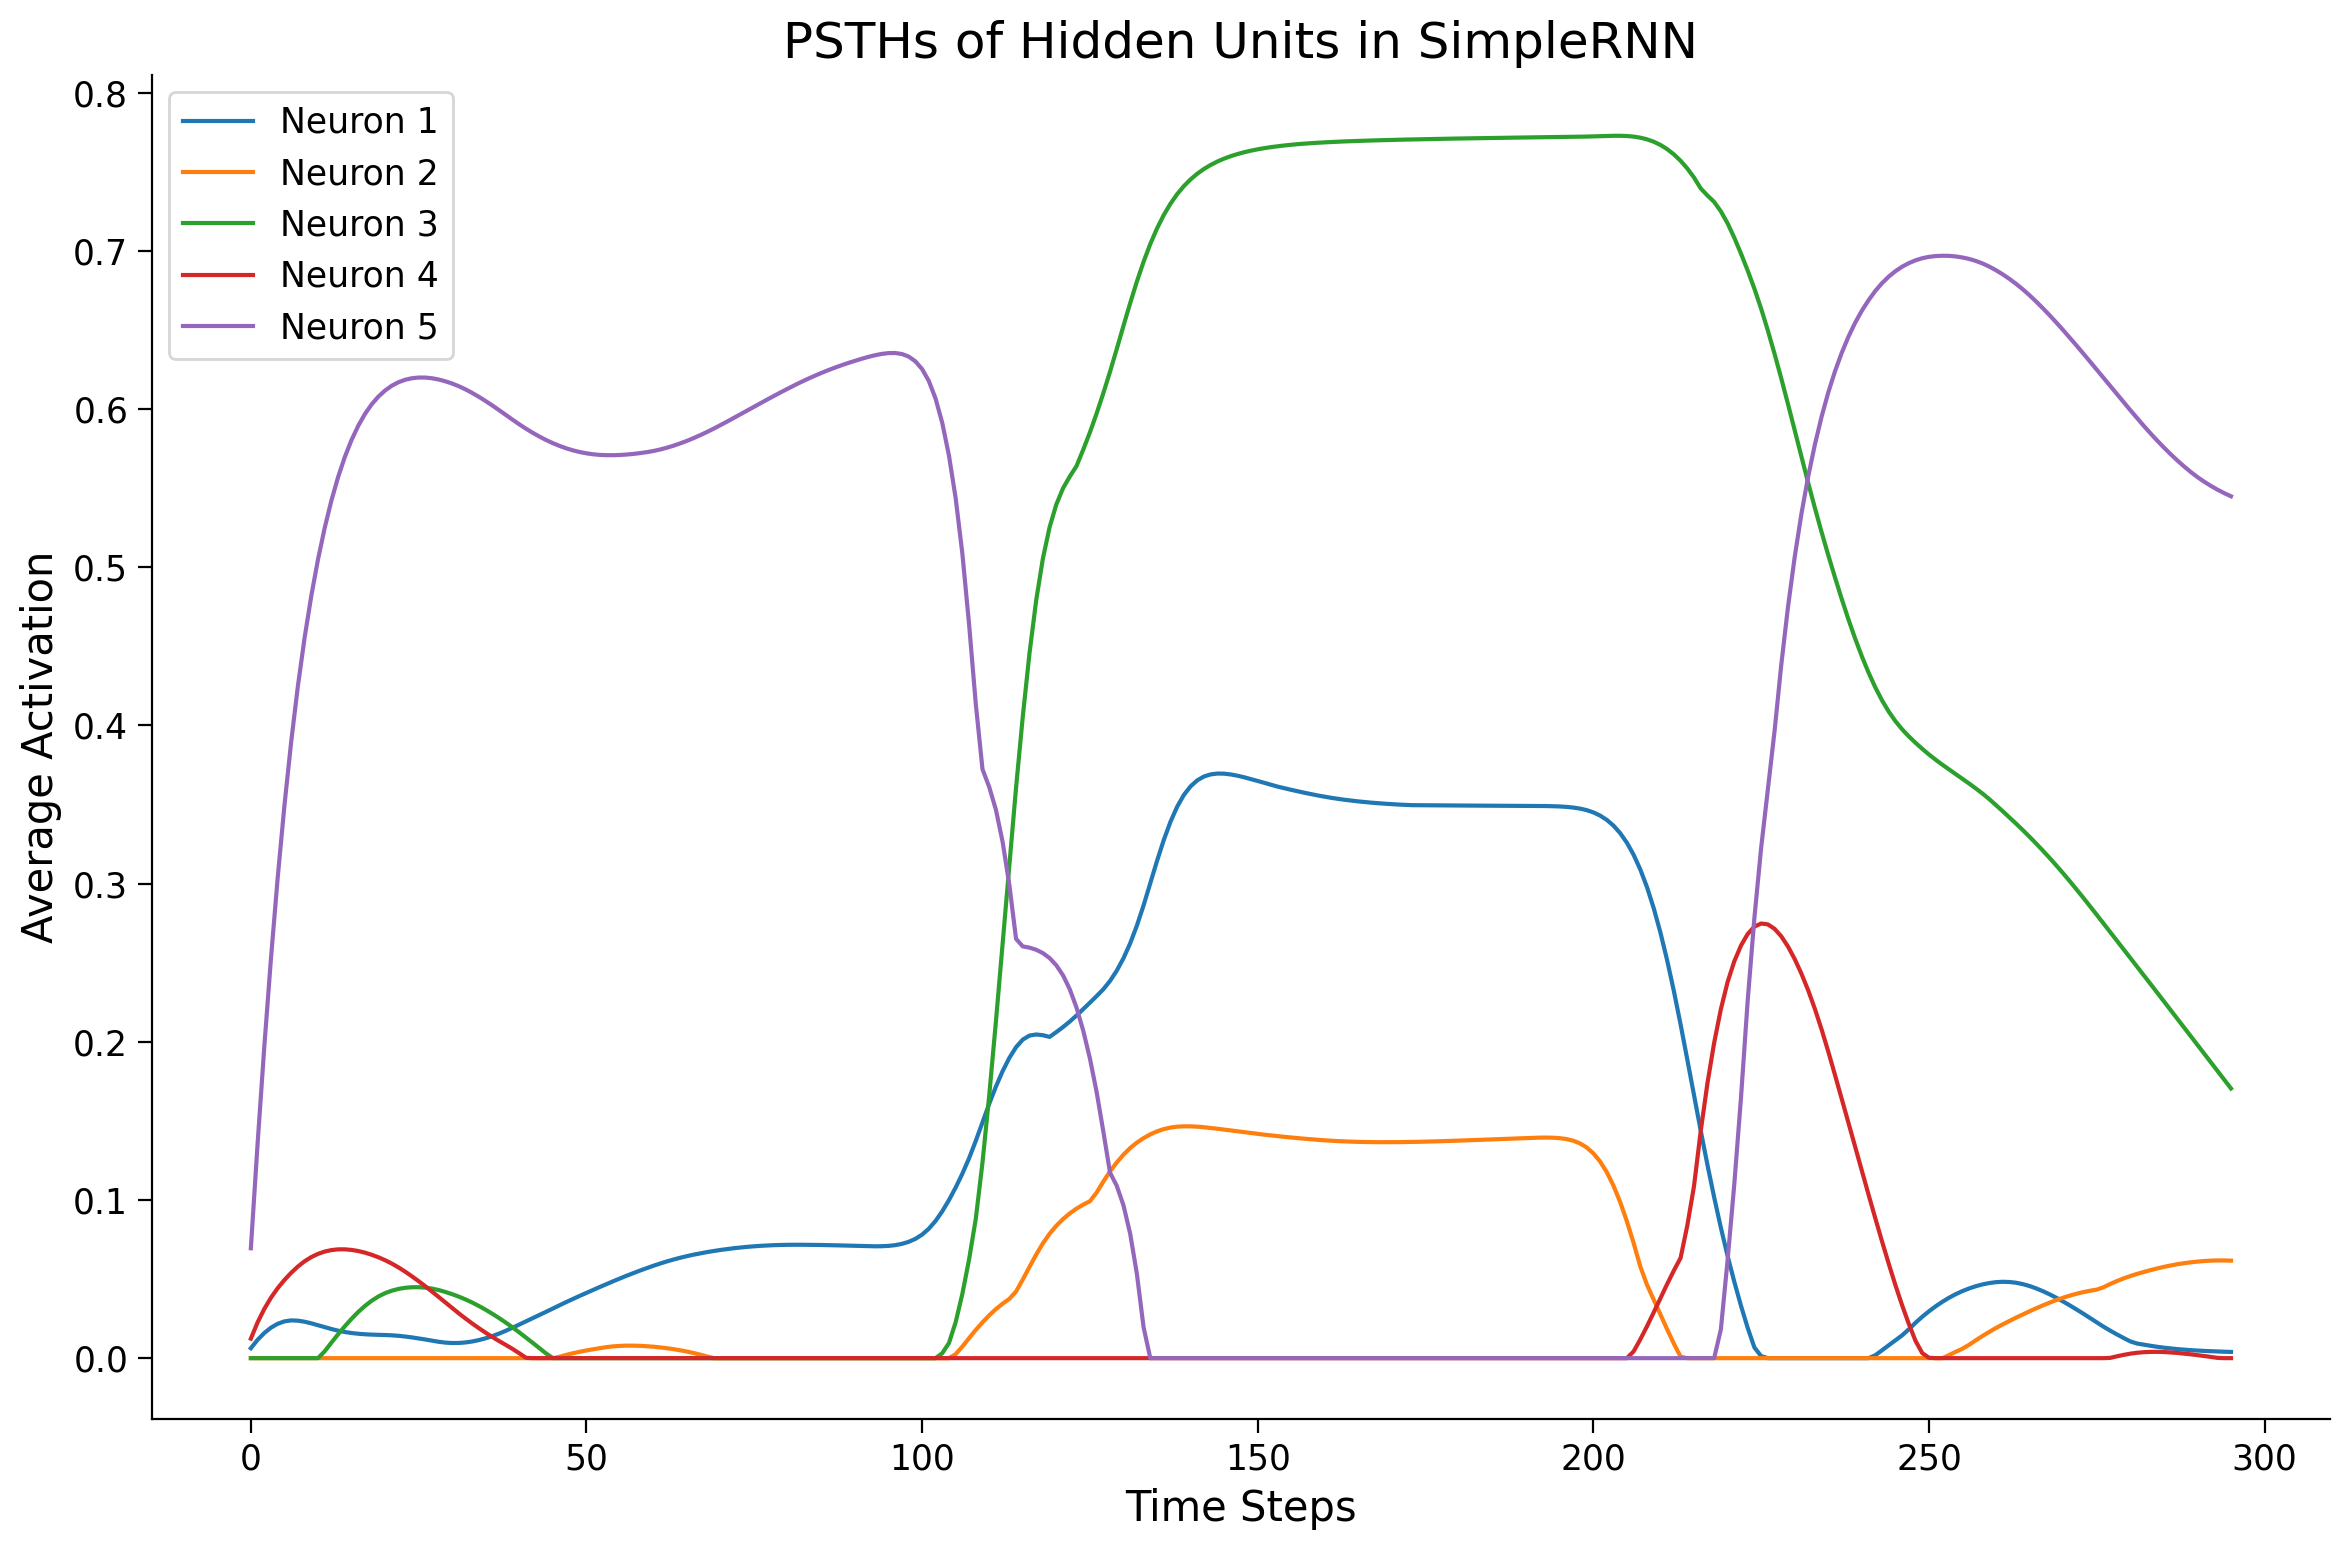 PSTHs of Hidden Units in SimpleRNN
Neuron 1
Neuron 2
Neuron 3
Neuron 4
Neuron 5
Average Activation
0.8
0.7
0.6
0.5
0.4
0.3
0.2
0.1
0.0
0 50 100 150 200 250 300
Time Steps